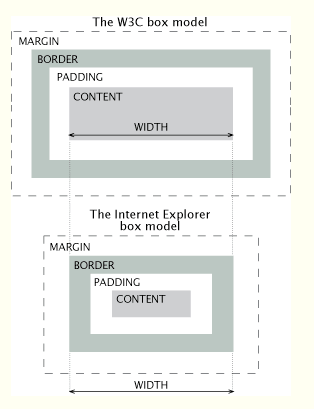 The W3C box model
MARGIN
BORDER
PADDING
CONTENT
WIDTH
The Internet Explorer
box model
MARGIN
BORDER
PADDING
CONTENT
WIDTH